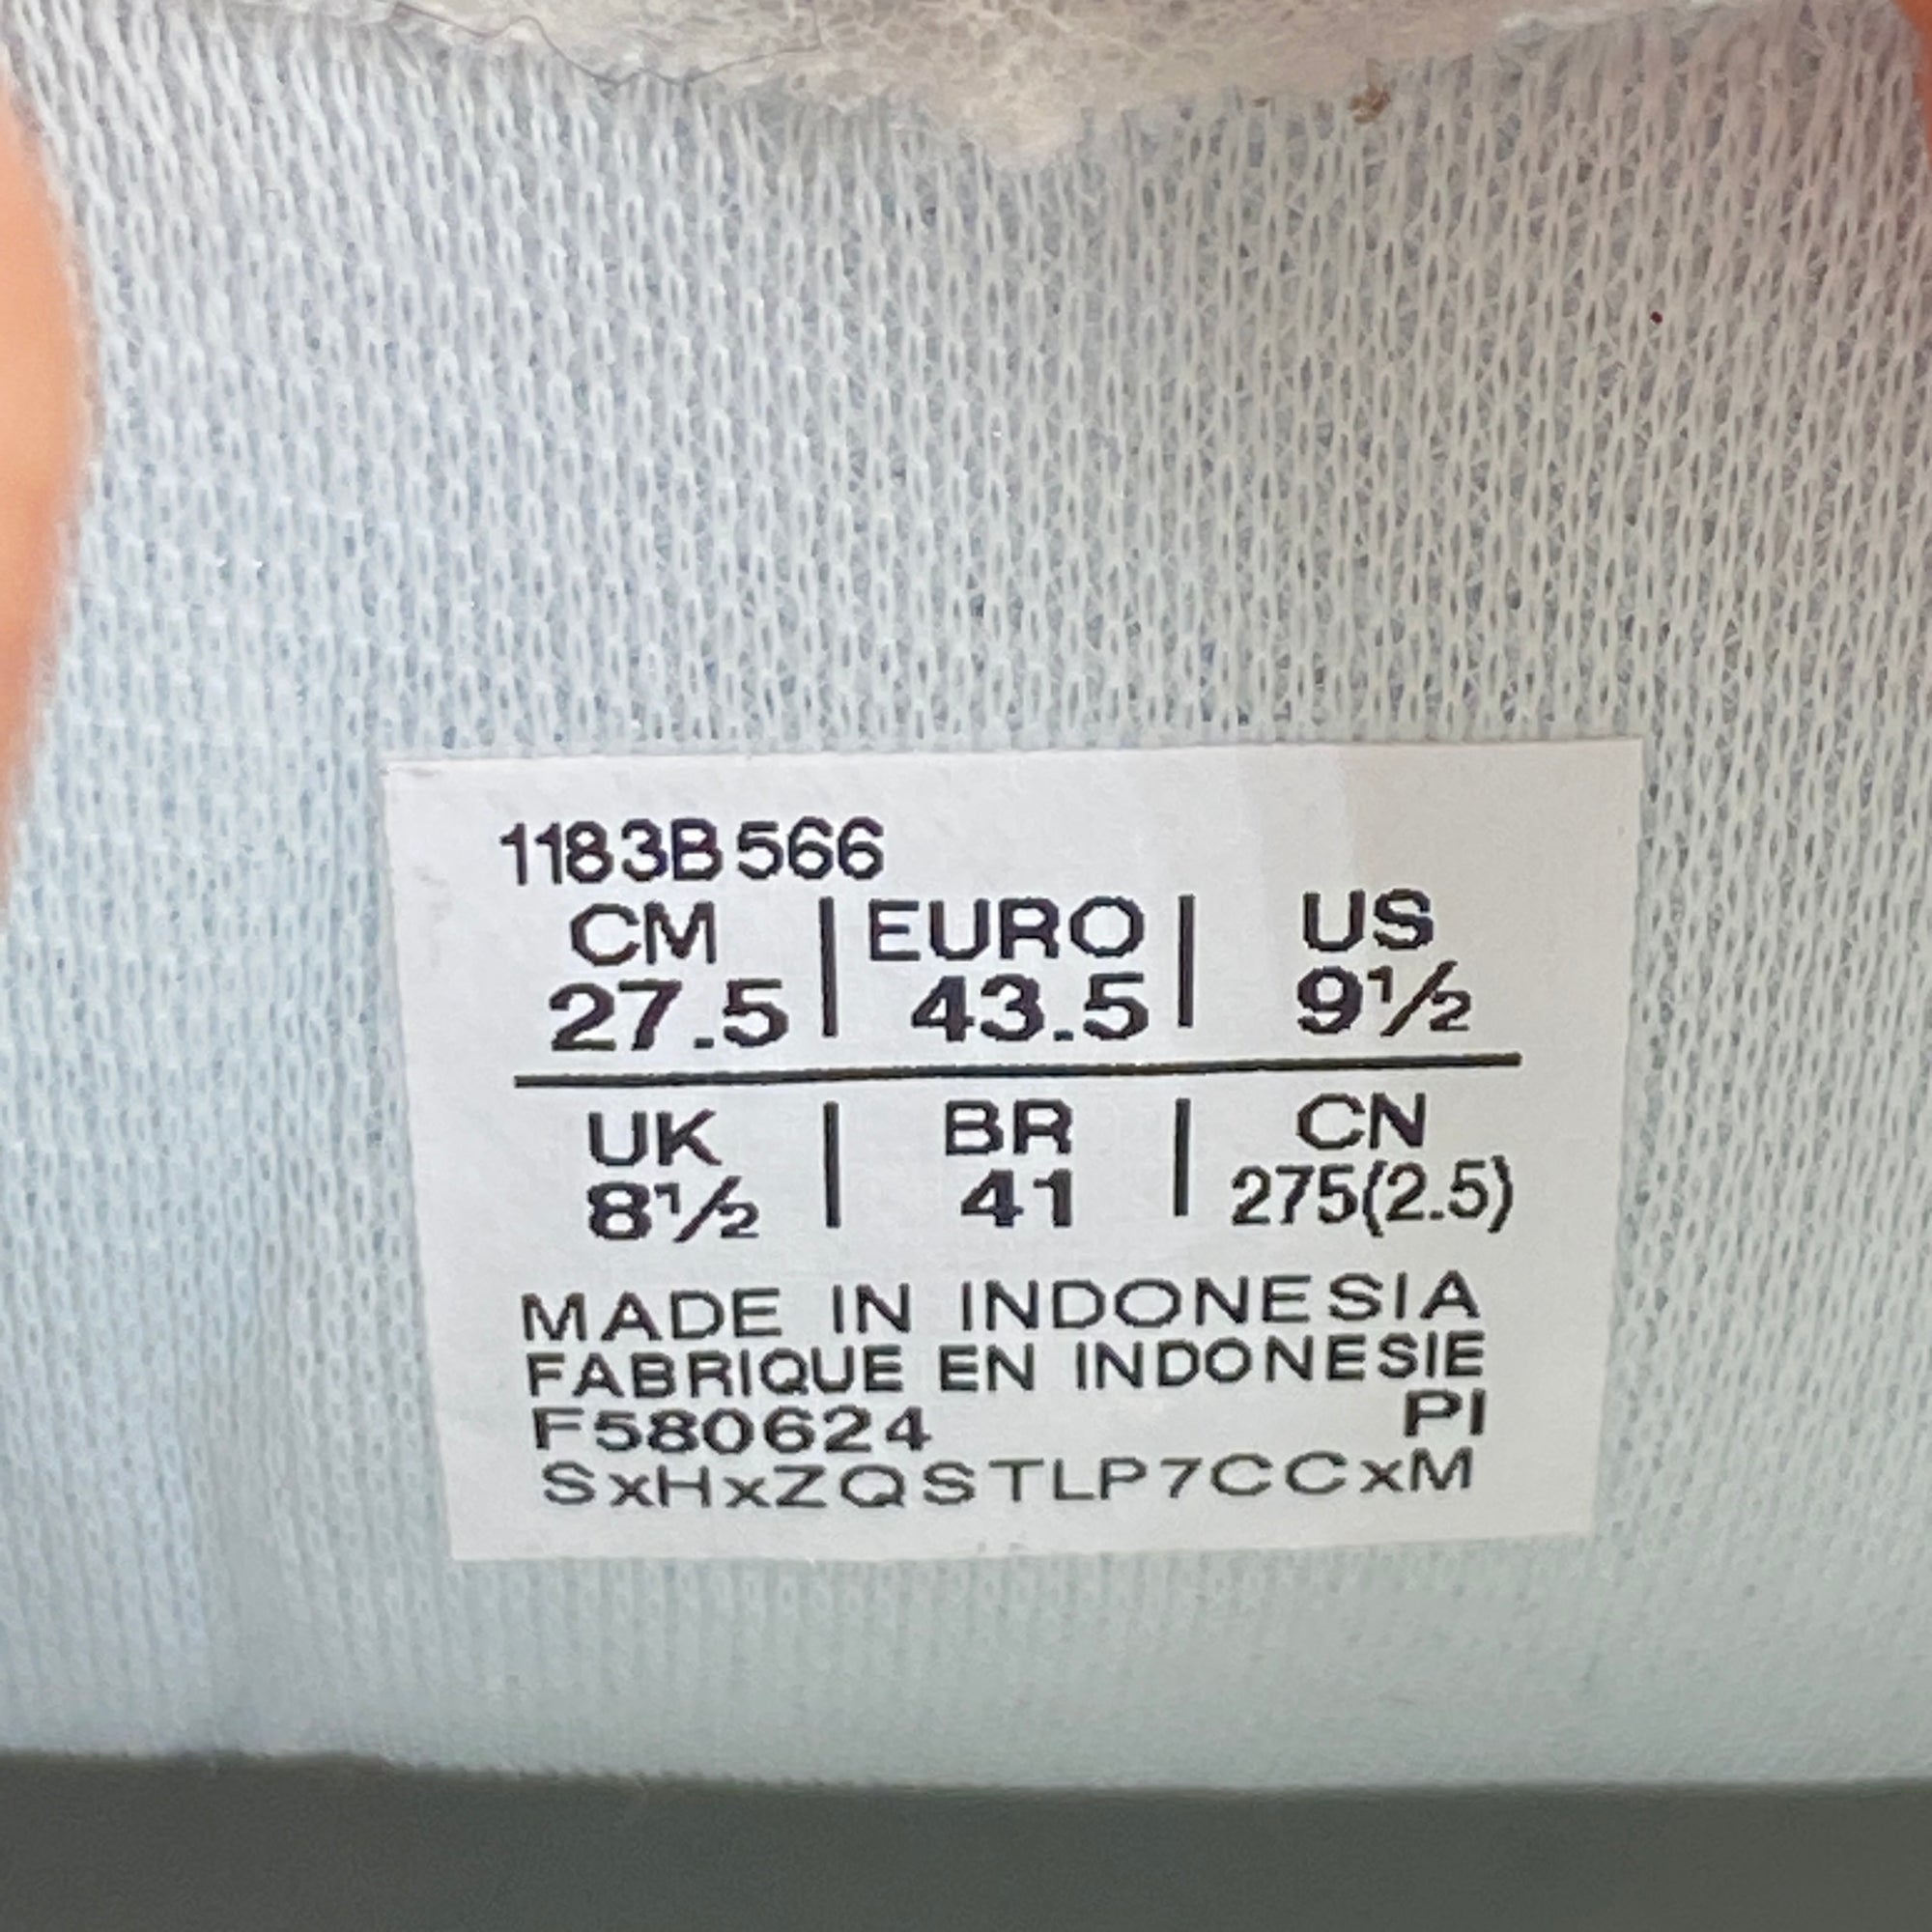 1183B566
CM | EURO | US
27.5 | 43.5 | 9½
UK | BR | CN
8½ | 41 | 275(2.5)
MADE IN INDONESIA
FABRIQUE EN INDONESIE
F580624 PI
SxHxZQSTLP7CCxM